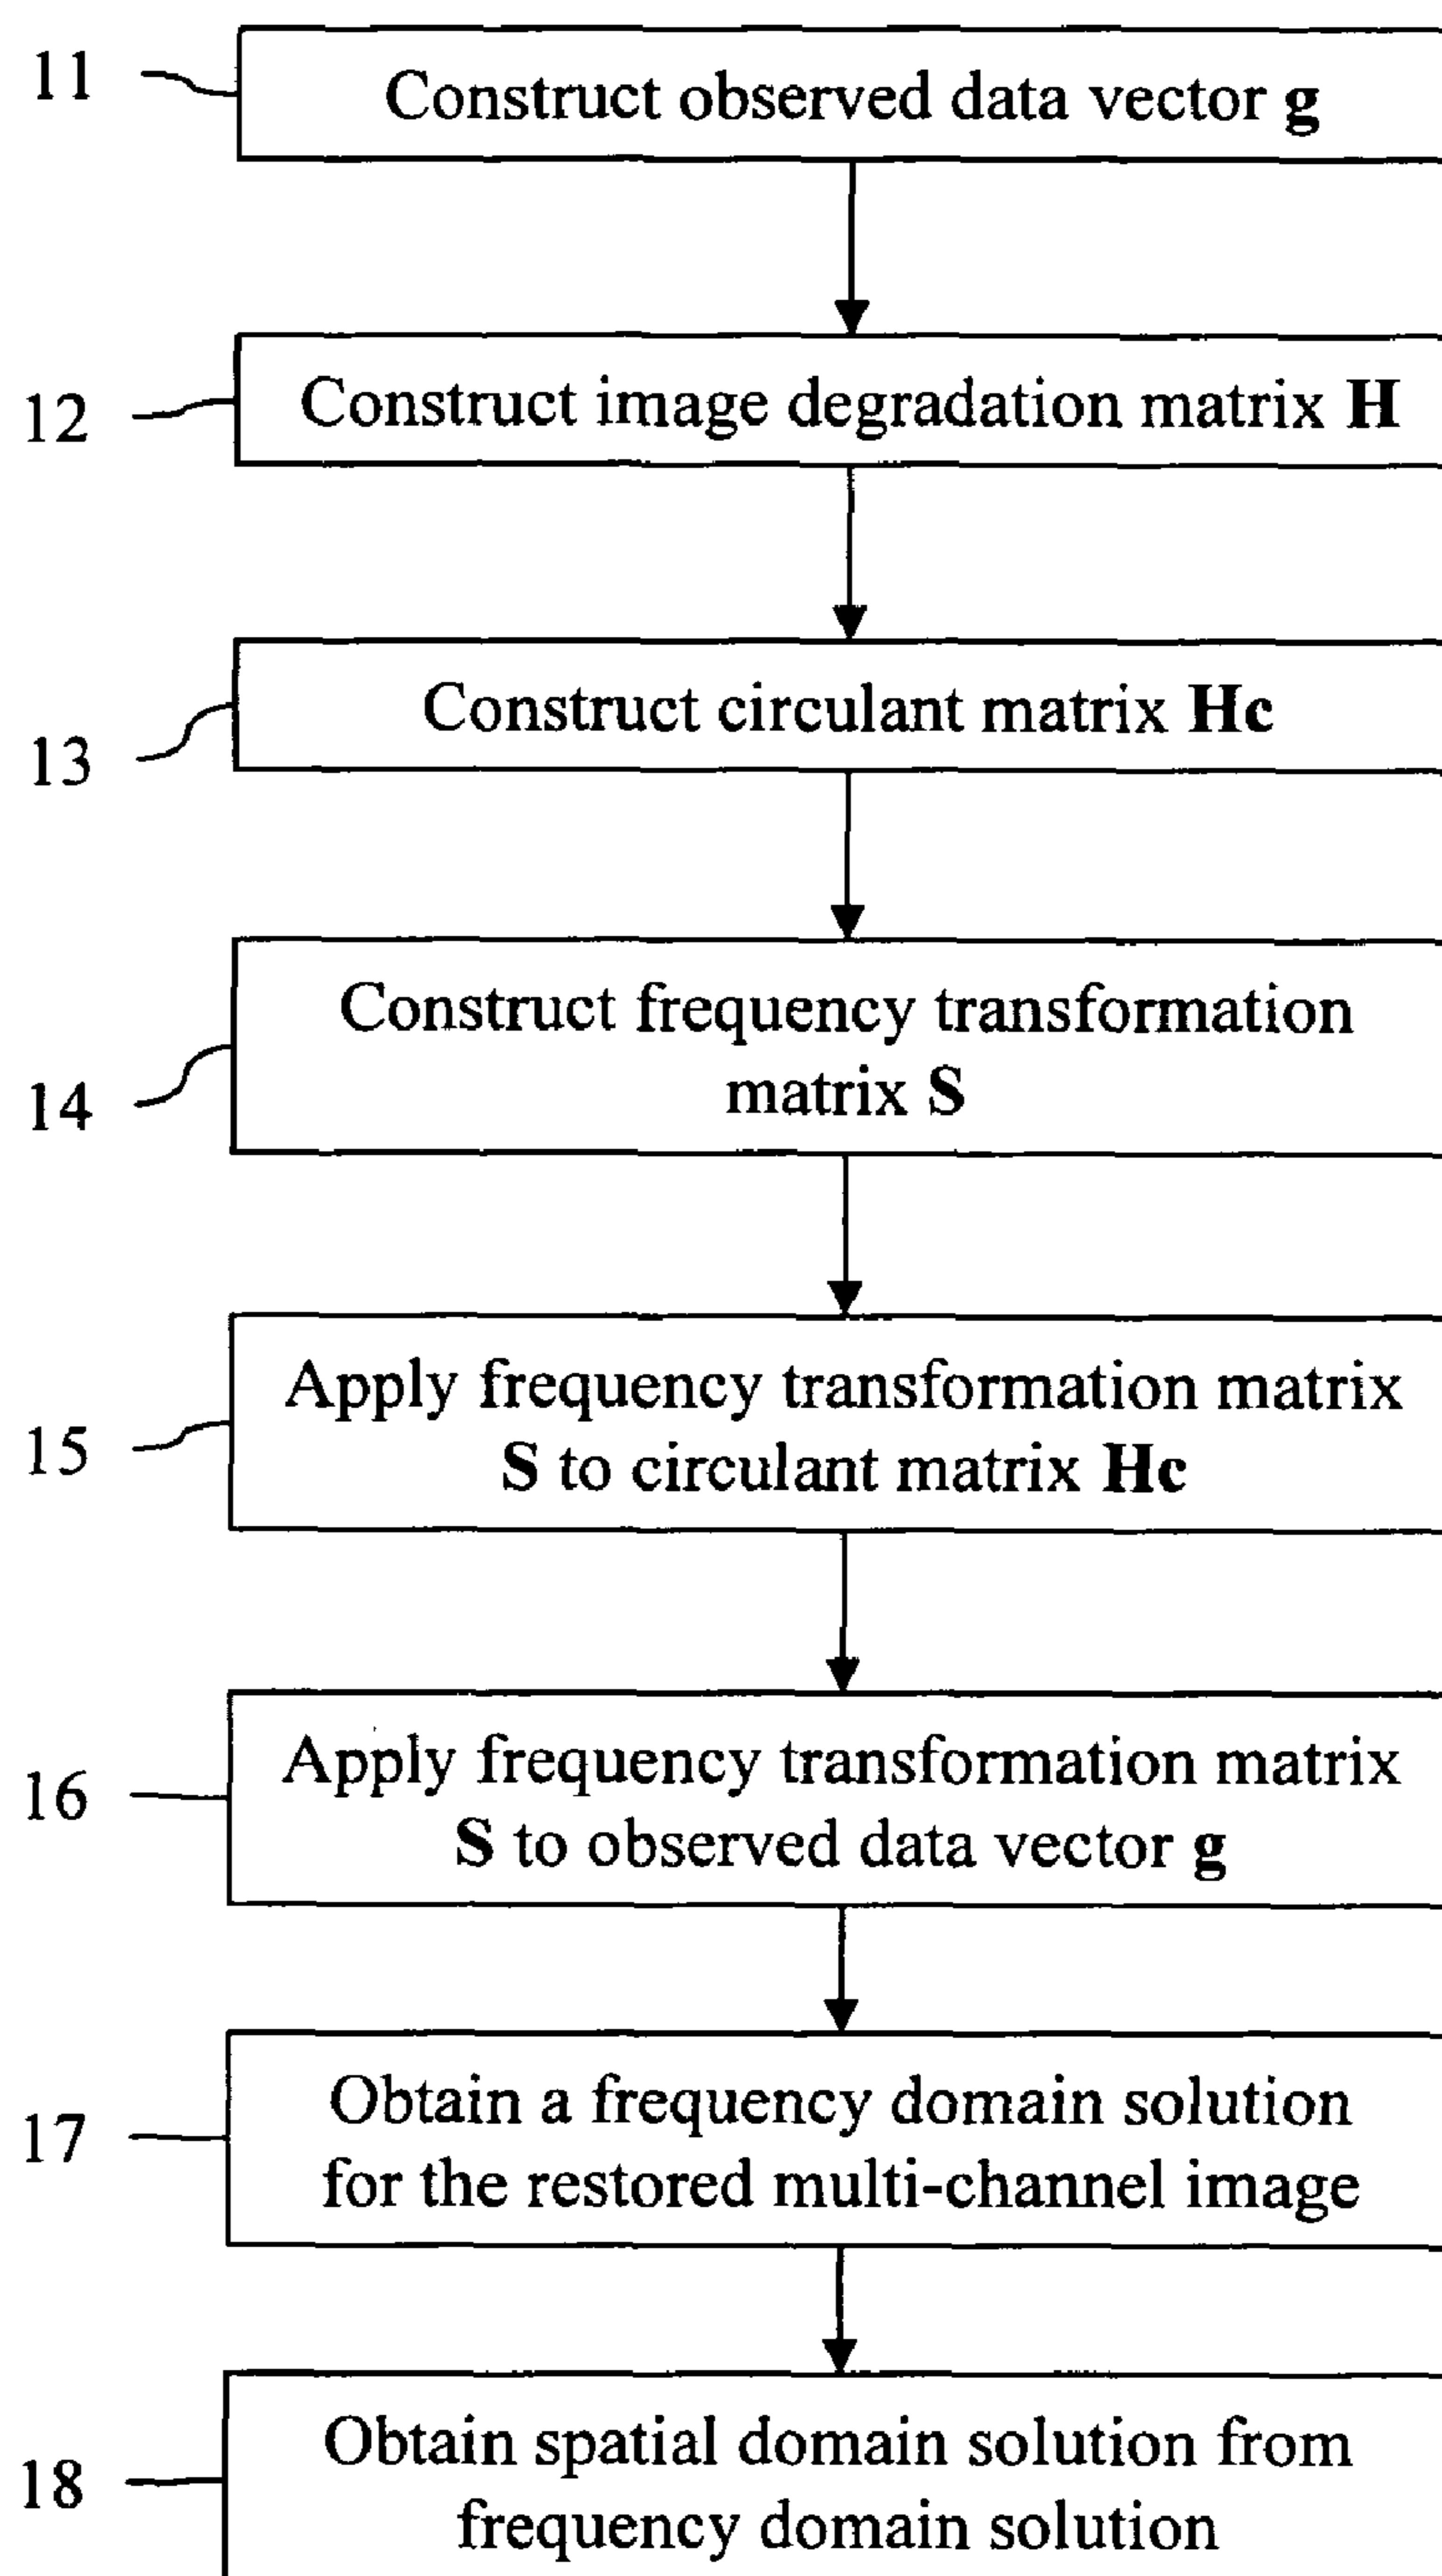 11
Construct observed data vector g
12
Construct image degradation matrix H
13
Construct circulant matrix Hc
14
Construct frequency transformation
matrix S
15
Apply frequency transformation matrix
S to circulant matrix Hc
16
Apply frequency transformation matrix
S to observed data vector g
17
Obtain a frequency domain solution
for the restored multi-channel image
18
Obtain spatial domain solution from
frequency domain solution